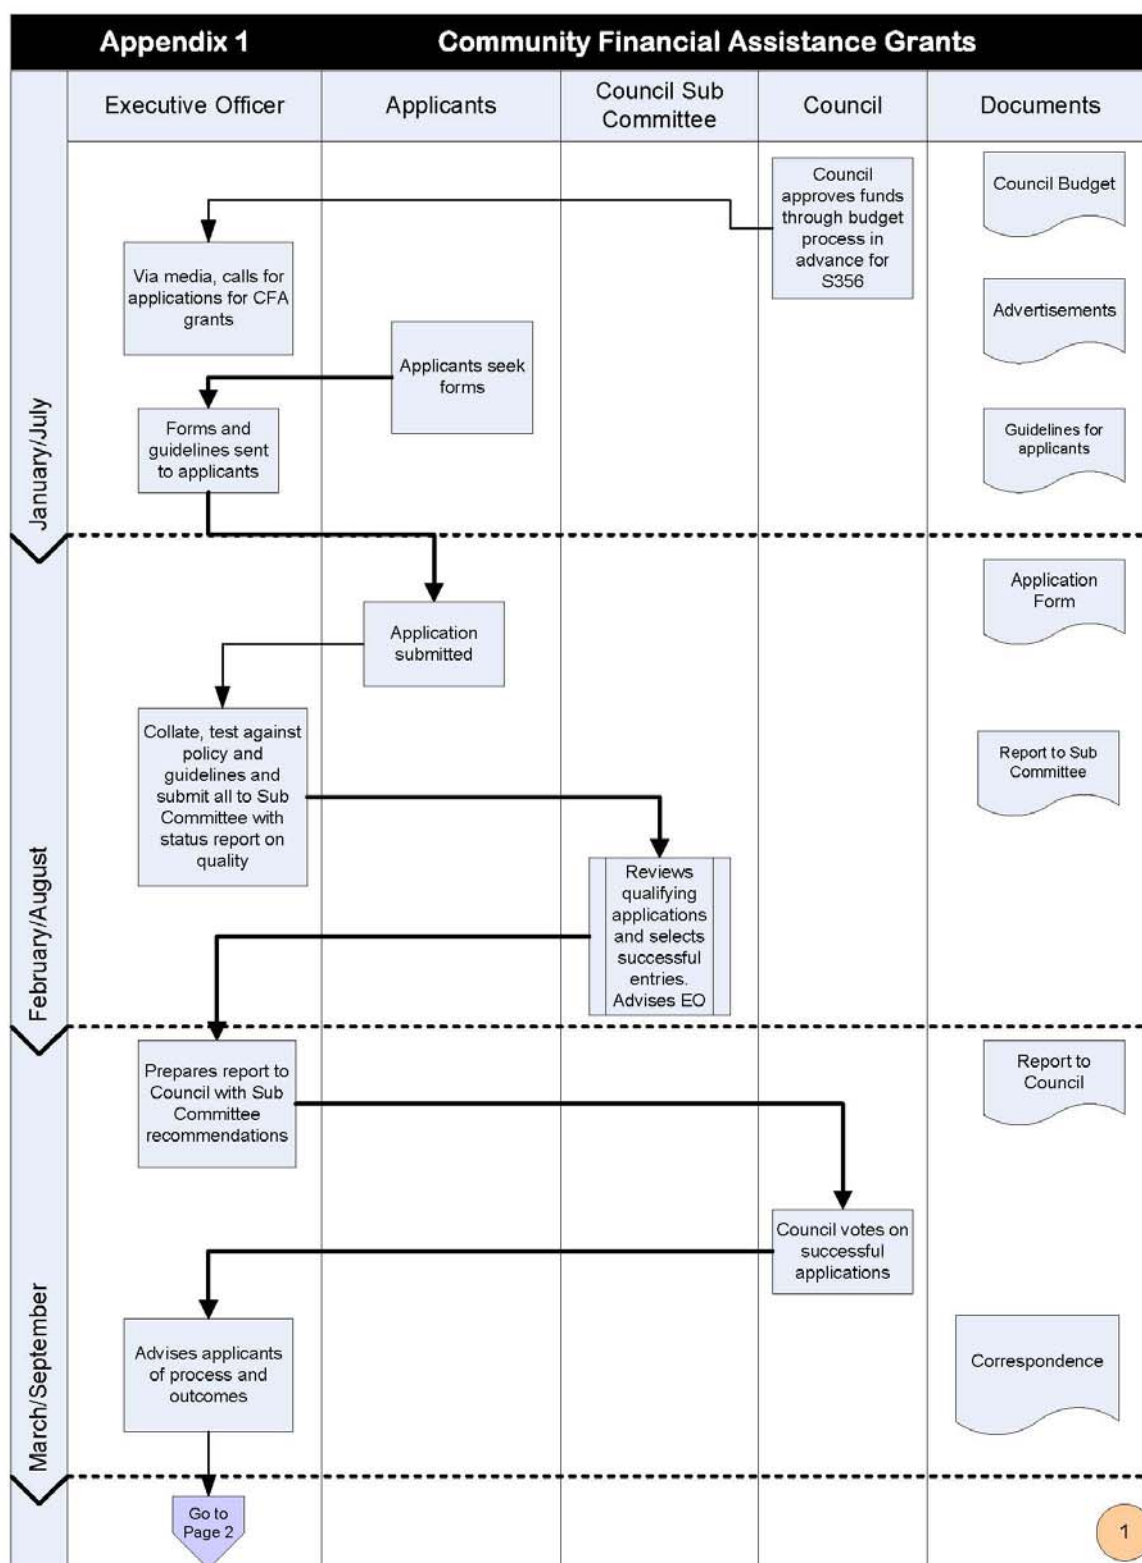 Appendix 1
Community Financial Assistance Grants
Executive Officer
Applicants
Council Sub
Committee
Council
Documents
January/July
Council
approves funds
through budget
process in
advance for
S356
Council Budget
Via media, calls for
applications for CFA
grants
Advertisements
Applicants seek
forms
Forms and
guidelines sent
to applicants
Guidelines for
applicants
February/August
Application
Form
Application
submitted
Collate, test against
policy and
guidelines and
submit all to Sub
Committee with
status report on
quality
Report to Sub
Committee
Reviews
qualifying
applications
and selects
successful
entries.
Advises EO
March/September
Prepares report to
Council with Sub
Committee
recommendations
Report to
Council
Council votes on
successful
applications
Advises applicants
of process and
outcomes
Correspondence
Go to
Page 2
1